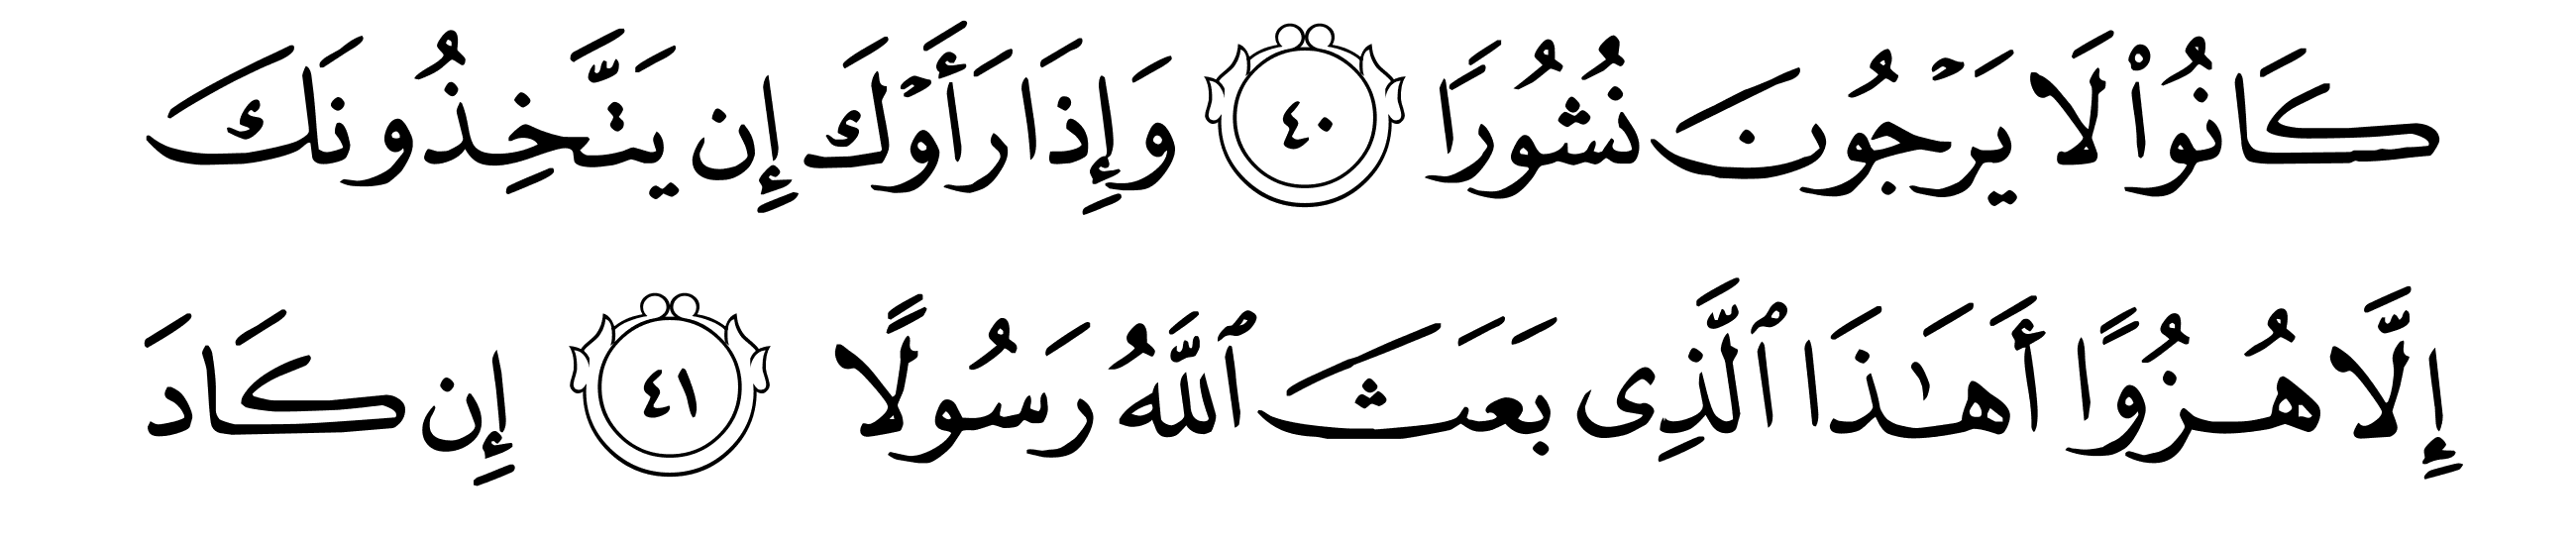 كَانُوا۟ لَا يَرْجُونَ نُشُورًا ٤٠ وَإِذَا رَأَوْكَ إِن يَتَّخِذُونَكَ
إِلَّا هُزُوًا أَهَـٰذَا ٱلَّذِى بَعَثَ ٱللَّهُ رَسُولًا ٤١ إِن كَادَ